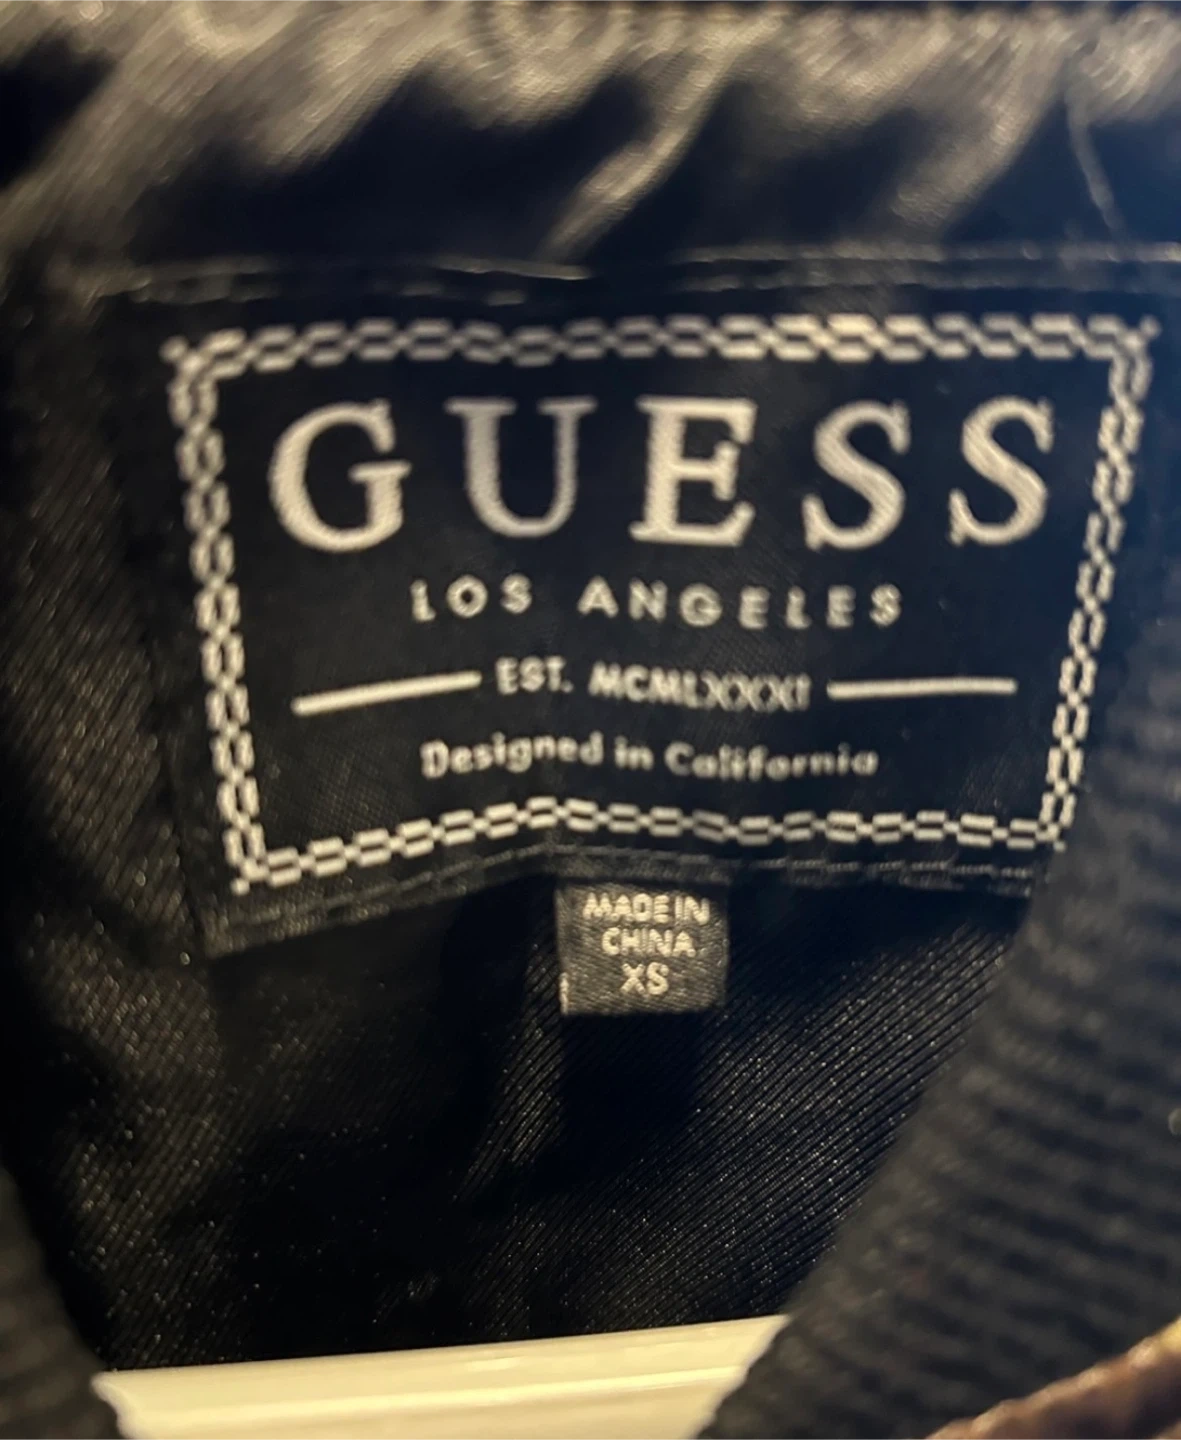 GUESS
LOS ANGELES
EST. MCMLXXXI
Designed in California
MADE IN
CHINA
XS